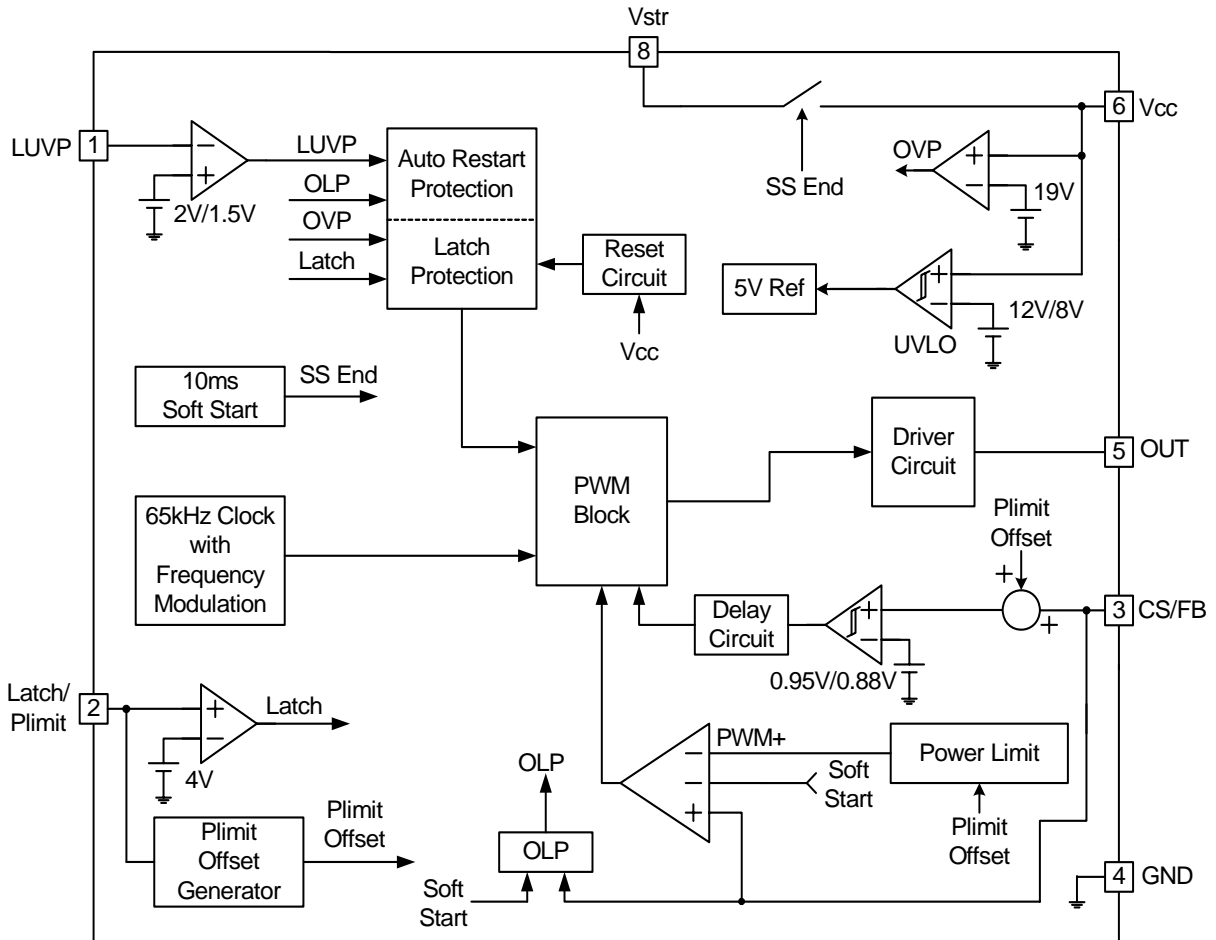 Vstr
8
6
Vcc
LUVP
1
−
+
2V/1.5V
LUVP
OLP
OVP
Latch
Auto Restart
Protection
Latch
Protection
Reset
Circuit
Vcc
SS End
OVP
+
−
19V
5V Ref
+
−
UVLO
12V/8V
10ms
Soft Start
SS End
65kHz Clock
with
Frequency
Modulation
PWM
Block
Driver
Circuit
5
OUT
Plimit
Offset
+
+
3
CS/FB
Delay
Circuit
+
−
0.95V/0.88V
Latch/
Plimit
2
+
−
4V
Latch
Plimit
Offset
Generator
Plimit
Offset
OLP
OLP
Soft
Start
PWM+
−
−
+
Soft
Start
Power Limit
Plimit
Offset
4
GND